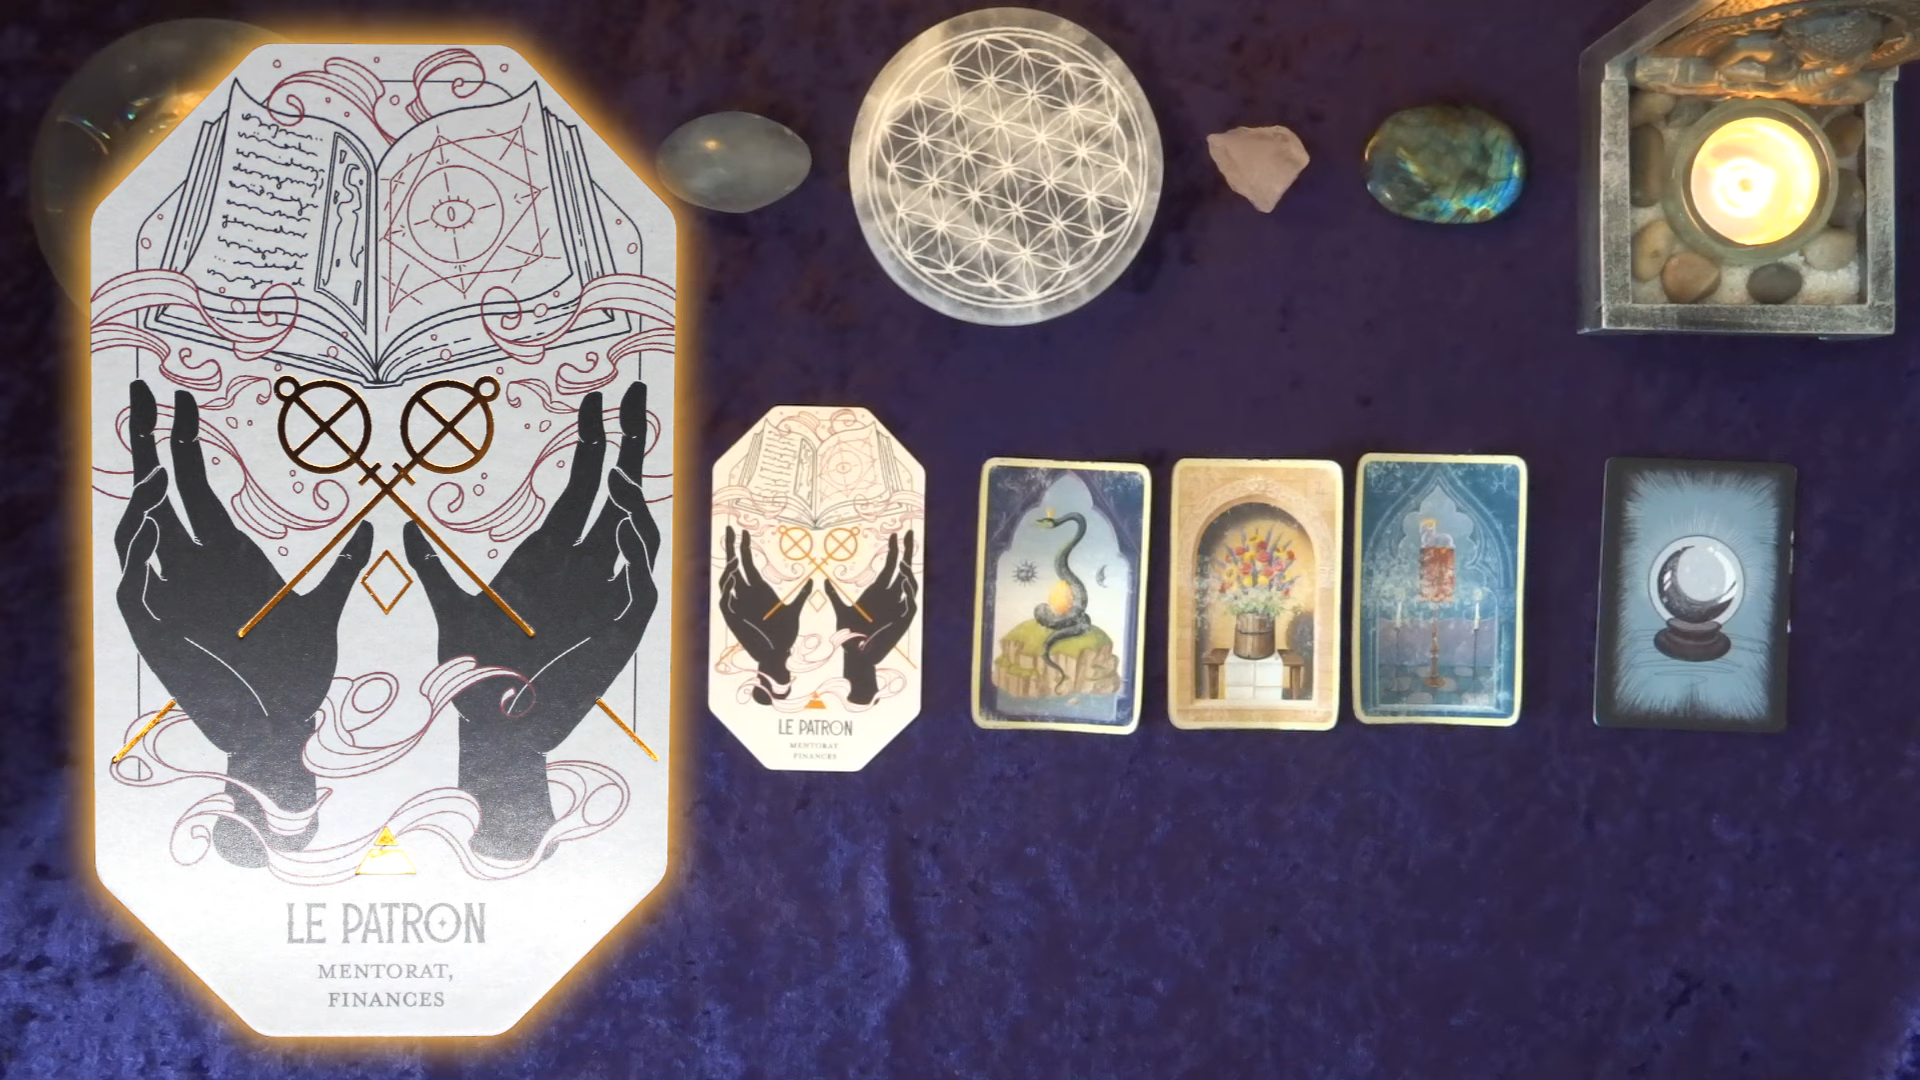 LE PATRON
MENTORAT,
FINANCES
LE PATRON
MENTORAT,
FINANCES